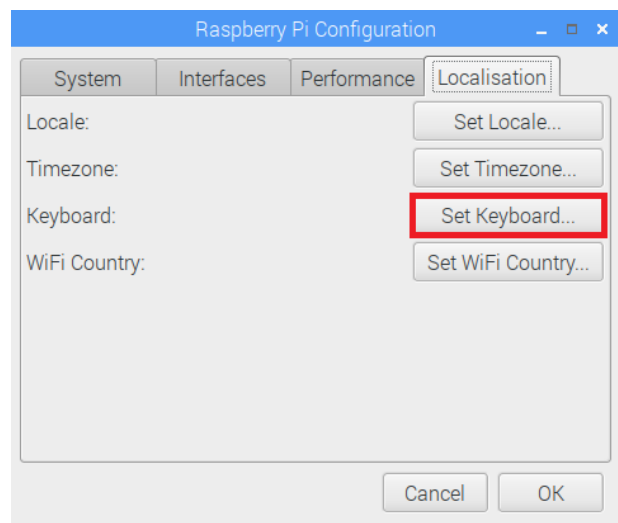 Raspberry Pi Configuration
System Interfaces Performance Localisation
Locale: Set Locale...
Timezone: Set Timezone...
Keyboard: Set Keyboard...
WiFi Country: Set WiFi Country...
Cancel OK